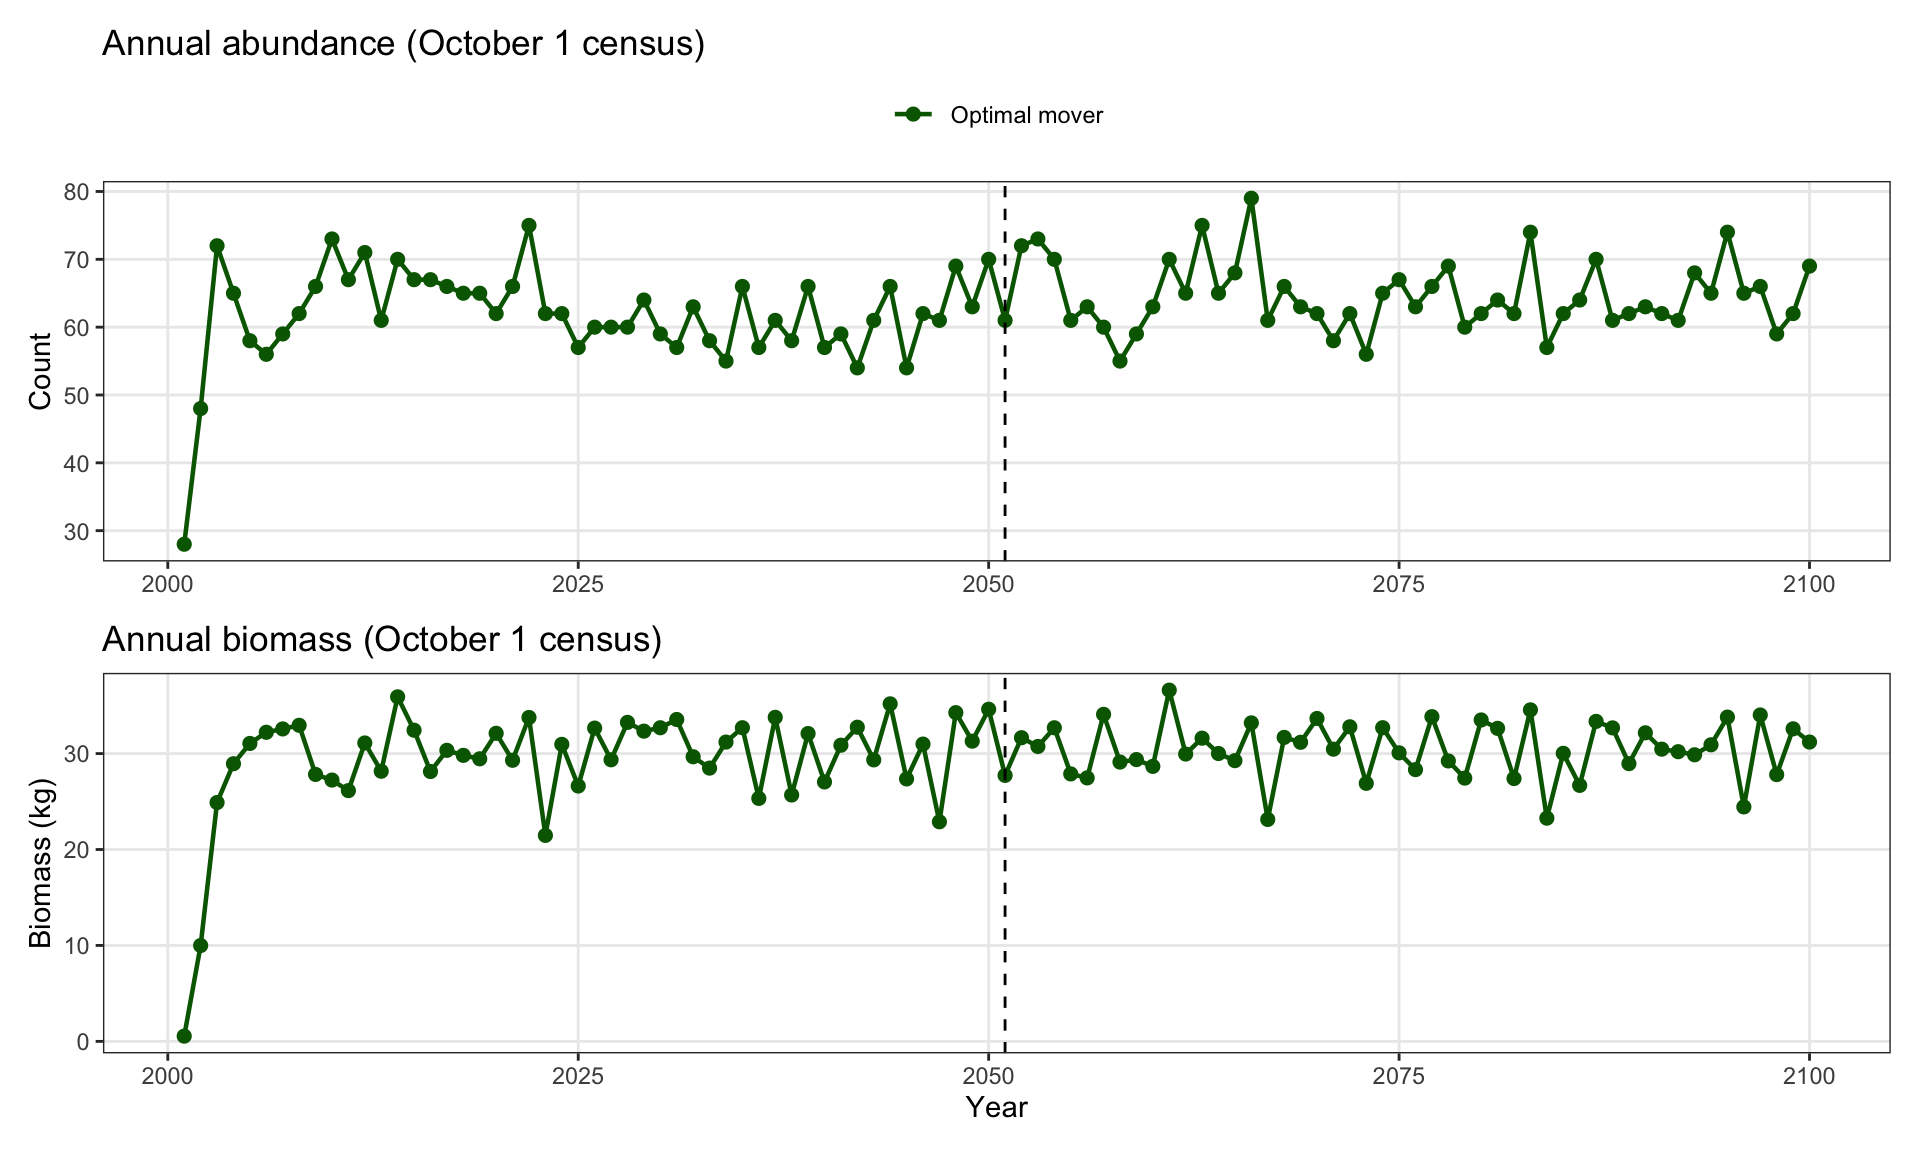 Annual abundance (October 1 census)
Optimal mover
Count
80
70
60
50
40
30
2000 2025 2050 2075 2100
Annual biomass (October 1 census)
Biomass (kg)
30
20
10
0
2000 2025 2050 2075 2100
Year